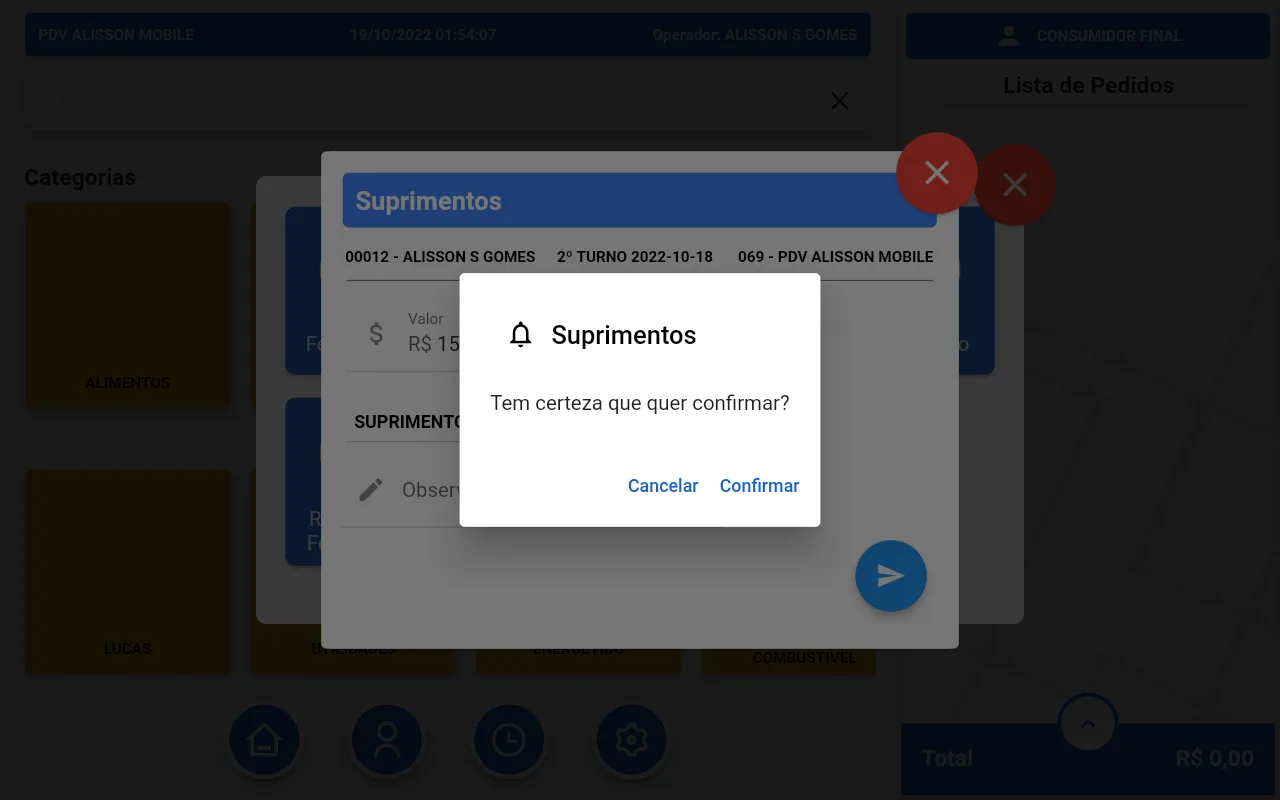 PDV ALISSON MOBILE 19/10/2022 01:54:07 Operador: ALISSON S GOMES
CONSUMIDOR FINAL
Lista de Pedidos
Categorias
Suprimentos
00012 - ALISSON S GOMES 2º TURNO 2022-10-18 069 - PDV ALISSON MOBILE
Valor
R$ 15
Suprimentos
Tem certeza que quer confirmar?
Cancelar Confirmar
ALIMENTOS
LUCAS
UTILIDADES
ENERGETICO
COMBUSTIVEL
Total R$ 0,00